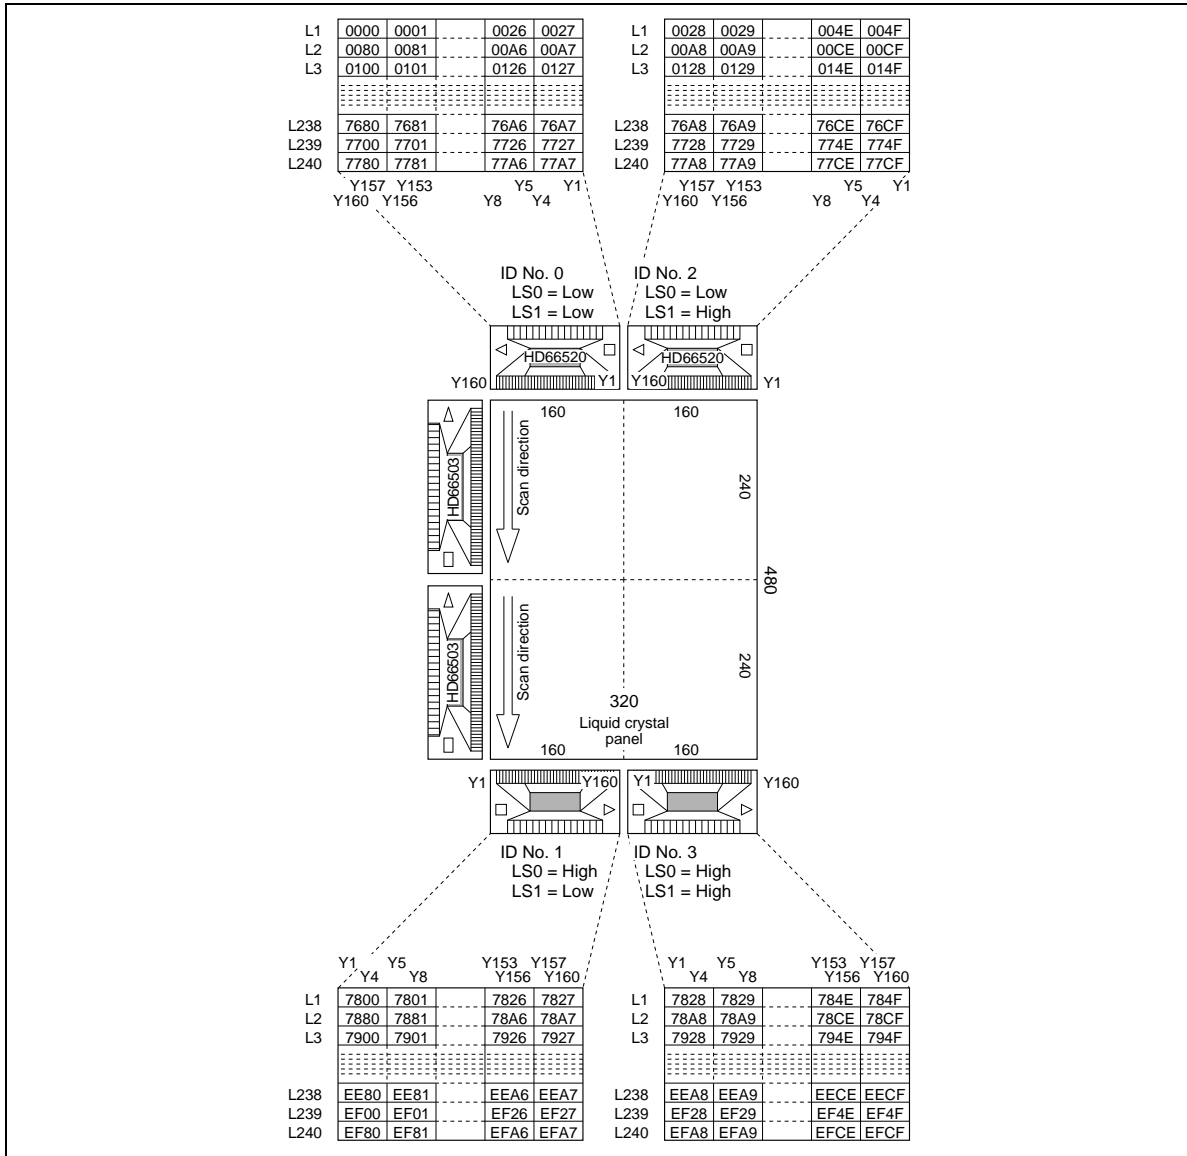 L1 0000 0001 0026 0027 L1 0028 0029 004E 004F
L2 0080 0081 00A6 00A7 L2 00A8 00A9 00CE 00CF
L3 0100 0101 0126 0127 L3 0128 0129 014E 014F
L238 7680 7681 76A6 76A7 L238 76A8 76A9 76CE 76CF
L239 7700 7701 7726 7727 L239 7728 7729 774E 774F
L240 7780 7781 77A6 77A7 L240 77A8 77A9 77CE 77CF
Y157 Y153 Y5 Y1 Y157 Y153 Y5 Y1
Y160 Y156 Y8 Y4 Y160 Y156 Y8 Y4
ID No. 0 ID No. 2
LS0 = Low LS0 = Low
LS1 = Low LS1 = High
HD66520 HD66520
Y160 Y1 Y160 Y1
160 160
HD66503
Scan direction
240
480
HD66503
Scan direction
240
320
Liquid crystal
panel
160 160
Y1 Y160 Y1 Y160
ID No. 1 ID No. 3
LS0 = High LS0 = High
LS1 = Low LS1 = High
Y1 Y5 Y153 Y157 Y1 Y5 Y153 Y157
Y4 Y8 Y156 Y160 Y4 Y8 Y156 Y160
L1 7800 7801 7826 7827 L1 7828 7829 784E 784F
L2 7880 7881 78A6 78A7 L2 78A8 78A9 78CE 78CF
L3 7900 7901 7926 7927 L3 7928 7929 794E 794F
L238 EE80 EE81 EEA6 EEA7 L238 EEA8 EEA9 EECE EECF
L239 EF00 EF01 EF26 EF27 L239 EF28 EF29 EF4E EF4F
L240 EF80 EF81 EFA6 EFA7 L240 EFA8 EFA9 EFCE EFCF